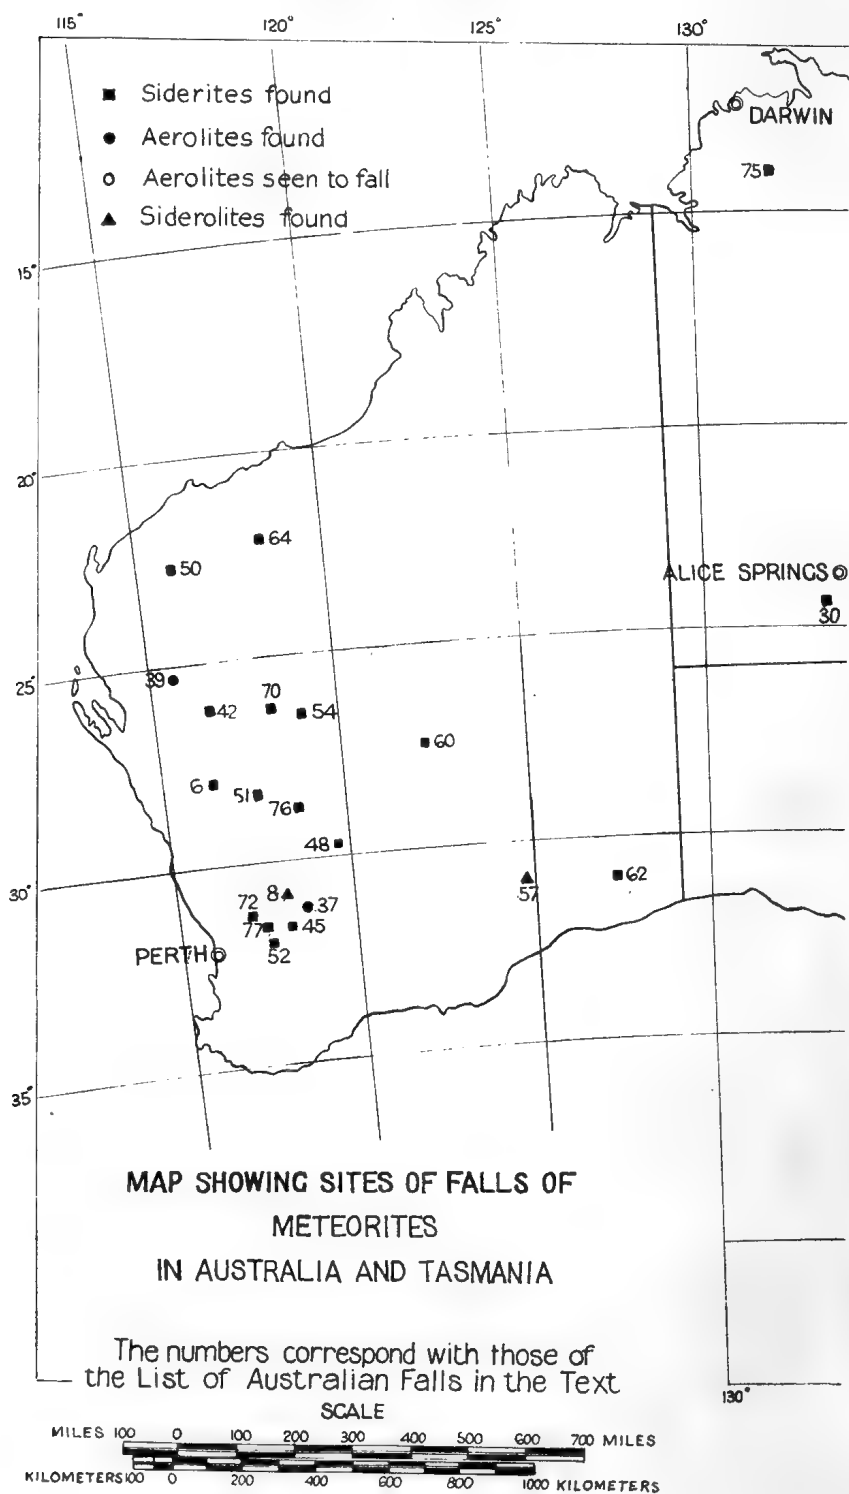 115° 120° 125° 130°
■ Siderites found
● Aerolites found
○ Aerolites seen to fall
▲ Siderolites found
DARWIN
75
15°
20°
64
50
ALICE SPRINGS
30
25°
39
70
42
54
60
6
51
76
48
30°
8
62
57
72
37
77
45
PERTH
52
35°
MAP SHOWING SITES OF FALLS OF
METEORITES
IN AUSTRALIA AND TASMANIA
The numbers correspond with those of
the List of Australian Falls in the Text
130°
SCALE
MILES 100 0 100 200 300 400 500 600 700 MILES
KILOMETERS 100 0 200 400 600 800 1000 KILOMETERS